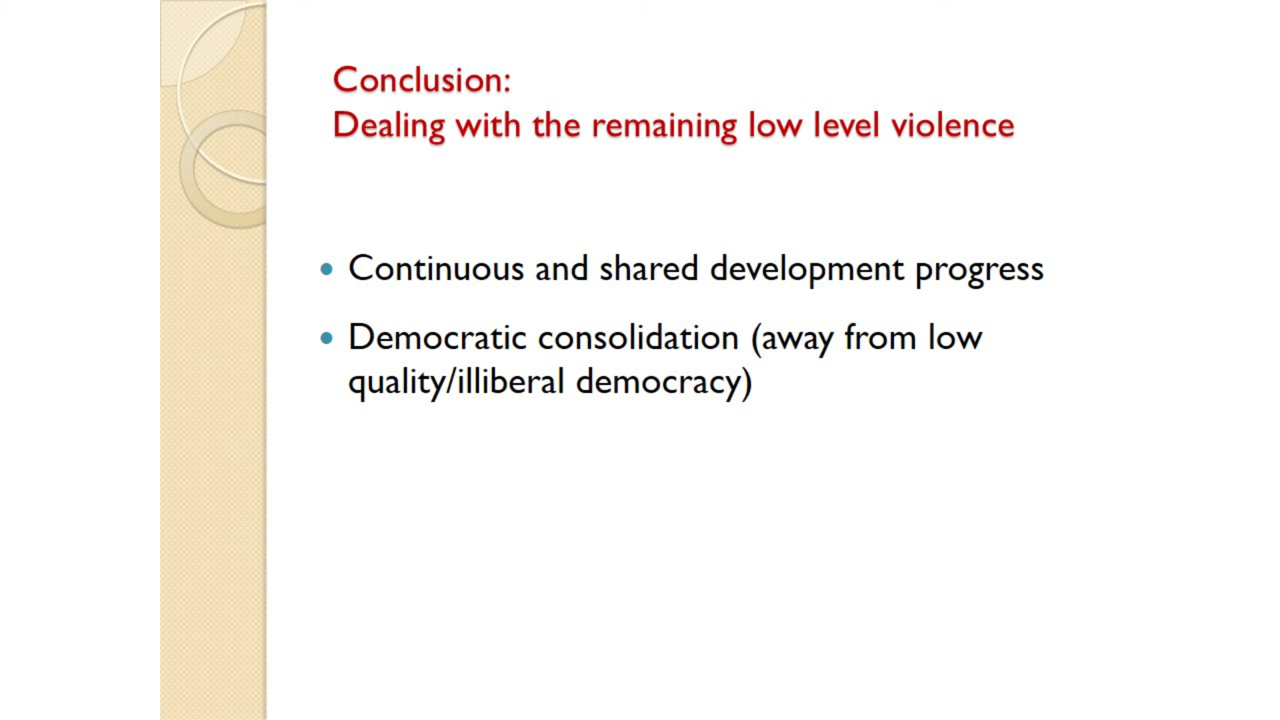 Conclusion:
Dealing with the remaining low level violence
• Continuous and shared development progress
• Democratic consolidation (away from low
quality/illiberal democracy)